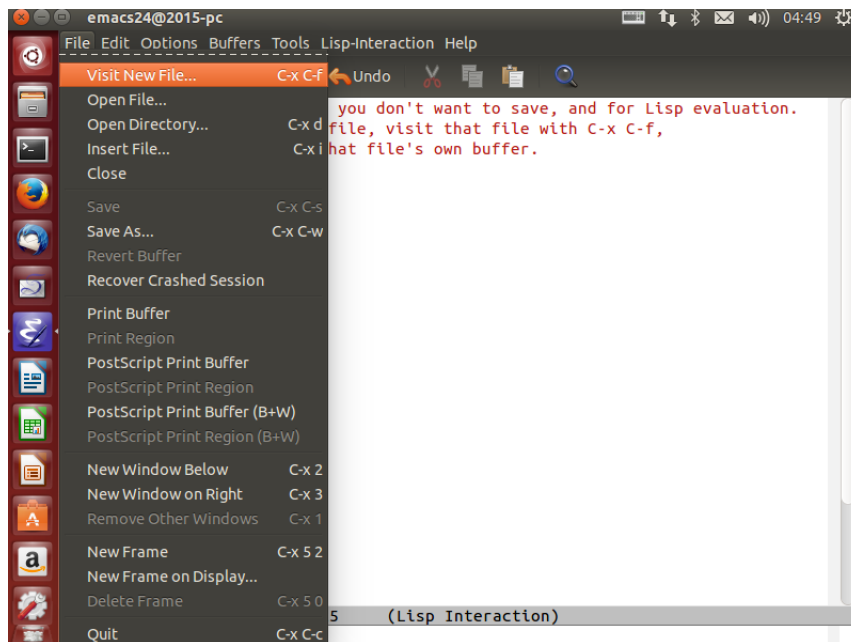 emacs24@2015-pc 04:49
File Edit Options Buffers Tools Lisp-Interaction Help
Undo
Visit New File... C-x C-f
Open File...
Open Directory... C-x d
Insert File... C-x i
Close
Save C-x C-s
Save As... C-x C-w
Revert Buffer
Recover Crashed Session
Print Buffer
Print Region
PostScript Print Buffer
PostScript Print Region
PostScript Print Buffer (B+W)
PostScript Print Region (B+W)
New Window Below C-x 2
New Window on Right C-x 3
Remove Other Windows C-x 1
New Frame C-x 5 2
New Frame on Display...
Delete Frame C-x 5 0
Quit C-x C-c
you don't want to save, and for Lisp evaluation.
file, visit that file with C-x C-f,
hat file's own buffer.
5 (Lisp Interaction)